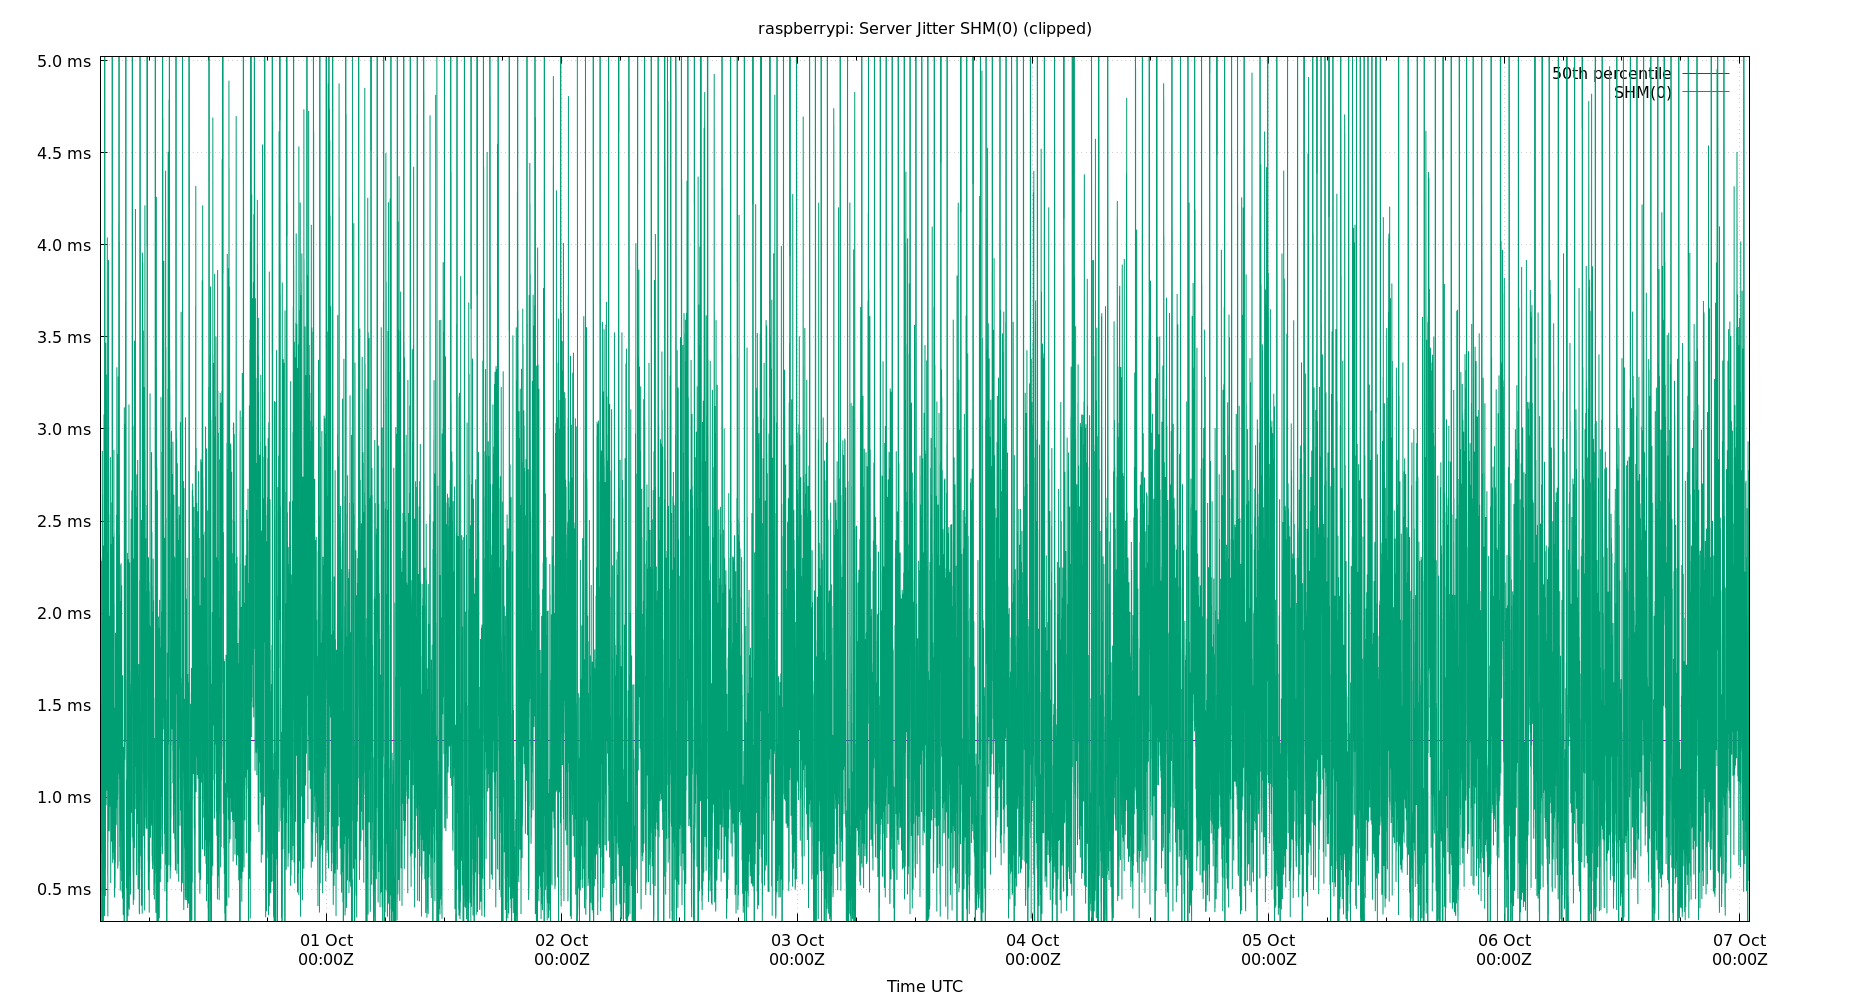 raspberrypi: Server Jitter SHM(0) (clipped)
5.0 ms
50th percentile
SHM(0)
4.5 ms
4.0 ms
3.5 ms
3.0 ms
2.5 ms
2.0 ms
1.5 ms
1.0 ms
0.5 ms
01 Oct 02 Oct 03 Oct 04 Oct 05 Oct 06 Oct 07 Oct
00:00Z 00:00Z 00:00Z 00:00Z 00:00Z 00:00Z 00:00Z
Time UTC